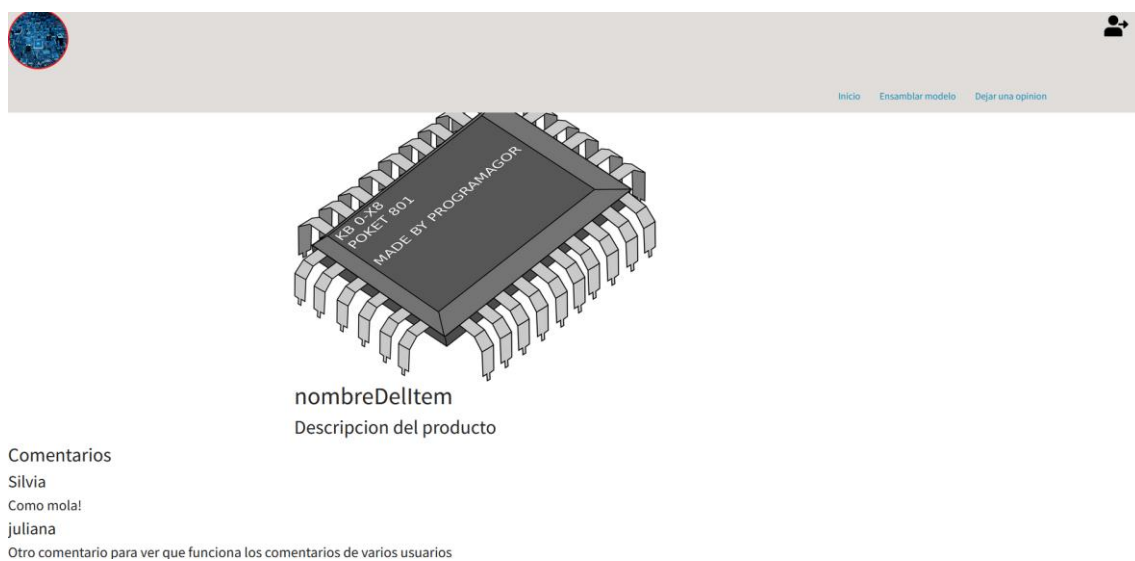 Inicio Ensamblar modelo Dejar una opinion
KB 0-X8
POKET 801
MADE BY PROGRAMAGOR
nombreDelItem
Descripcion del producto
Comentarios
Silvia
Como mola!
juliana
Otro comentario para ver que funciona los comentarios de varios usuarios